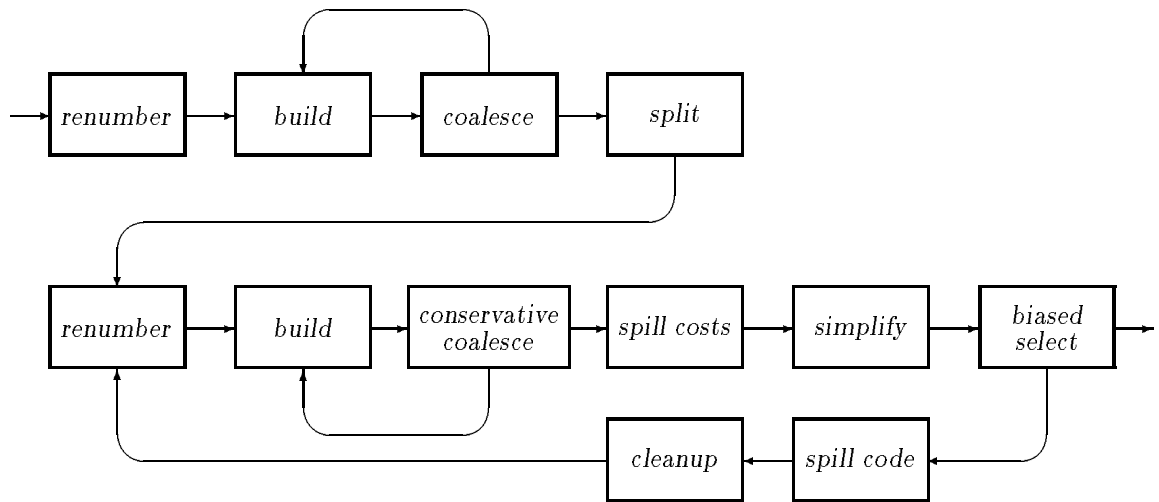 renumber
build
coalesce
split
renumber
build
conservative
coalesce
spill costs
simplify
biased
select
cleanup
spill code